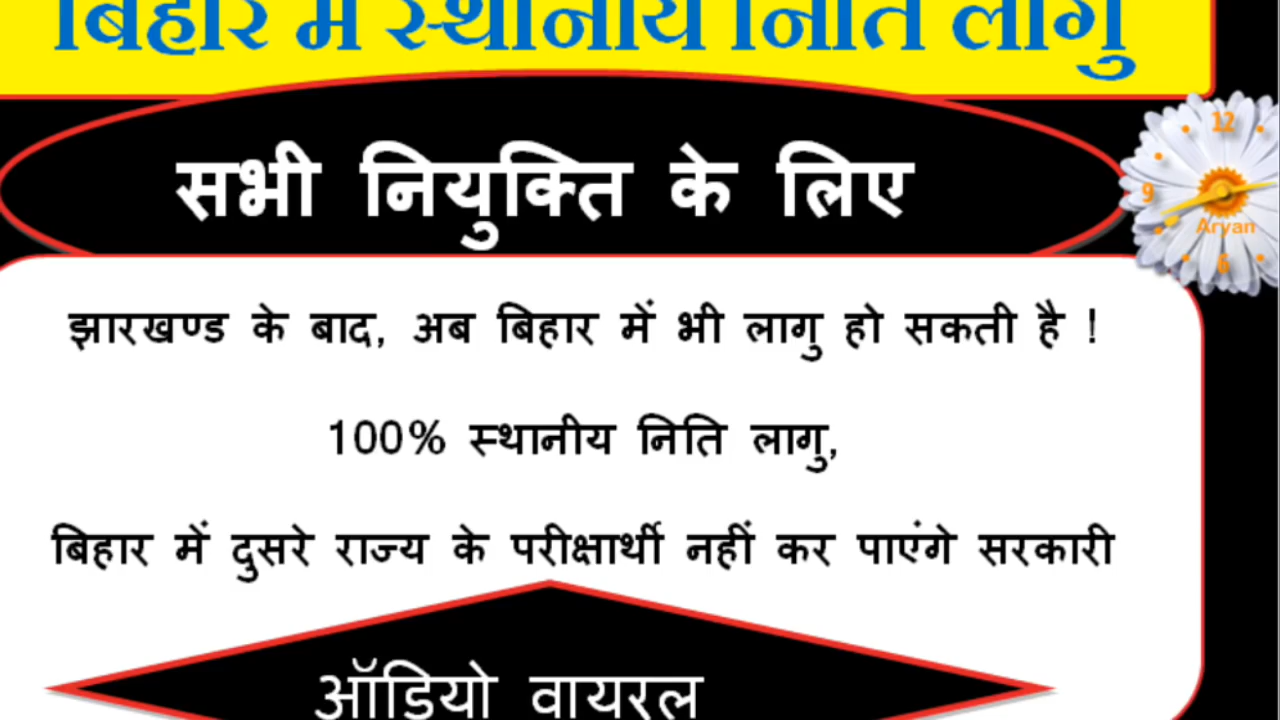 बिहार में स्थानीय निति लागु
सभी नियुक्ति के लिए
झारखण्ड के बाद, अब बिहार में भी लागु हो सकती है !
100% स्थानीय निति लागु,
बिहार में दुसरे राज्य के परीक्षार्थी नहीं कर पाएंगे सरकारी
ऑडियो वायरल
12
9
Aryan
6